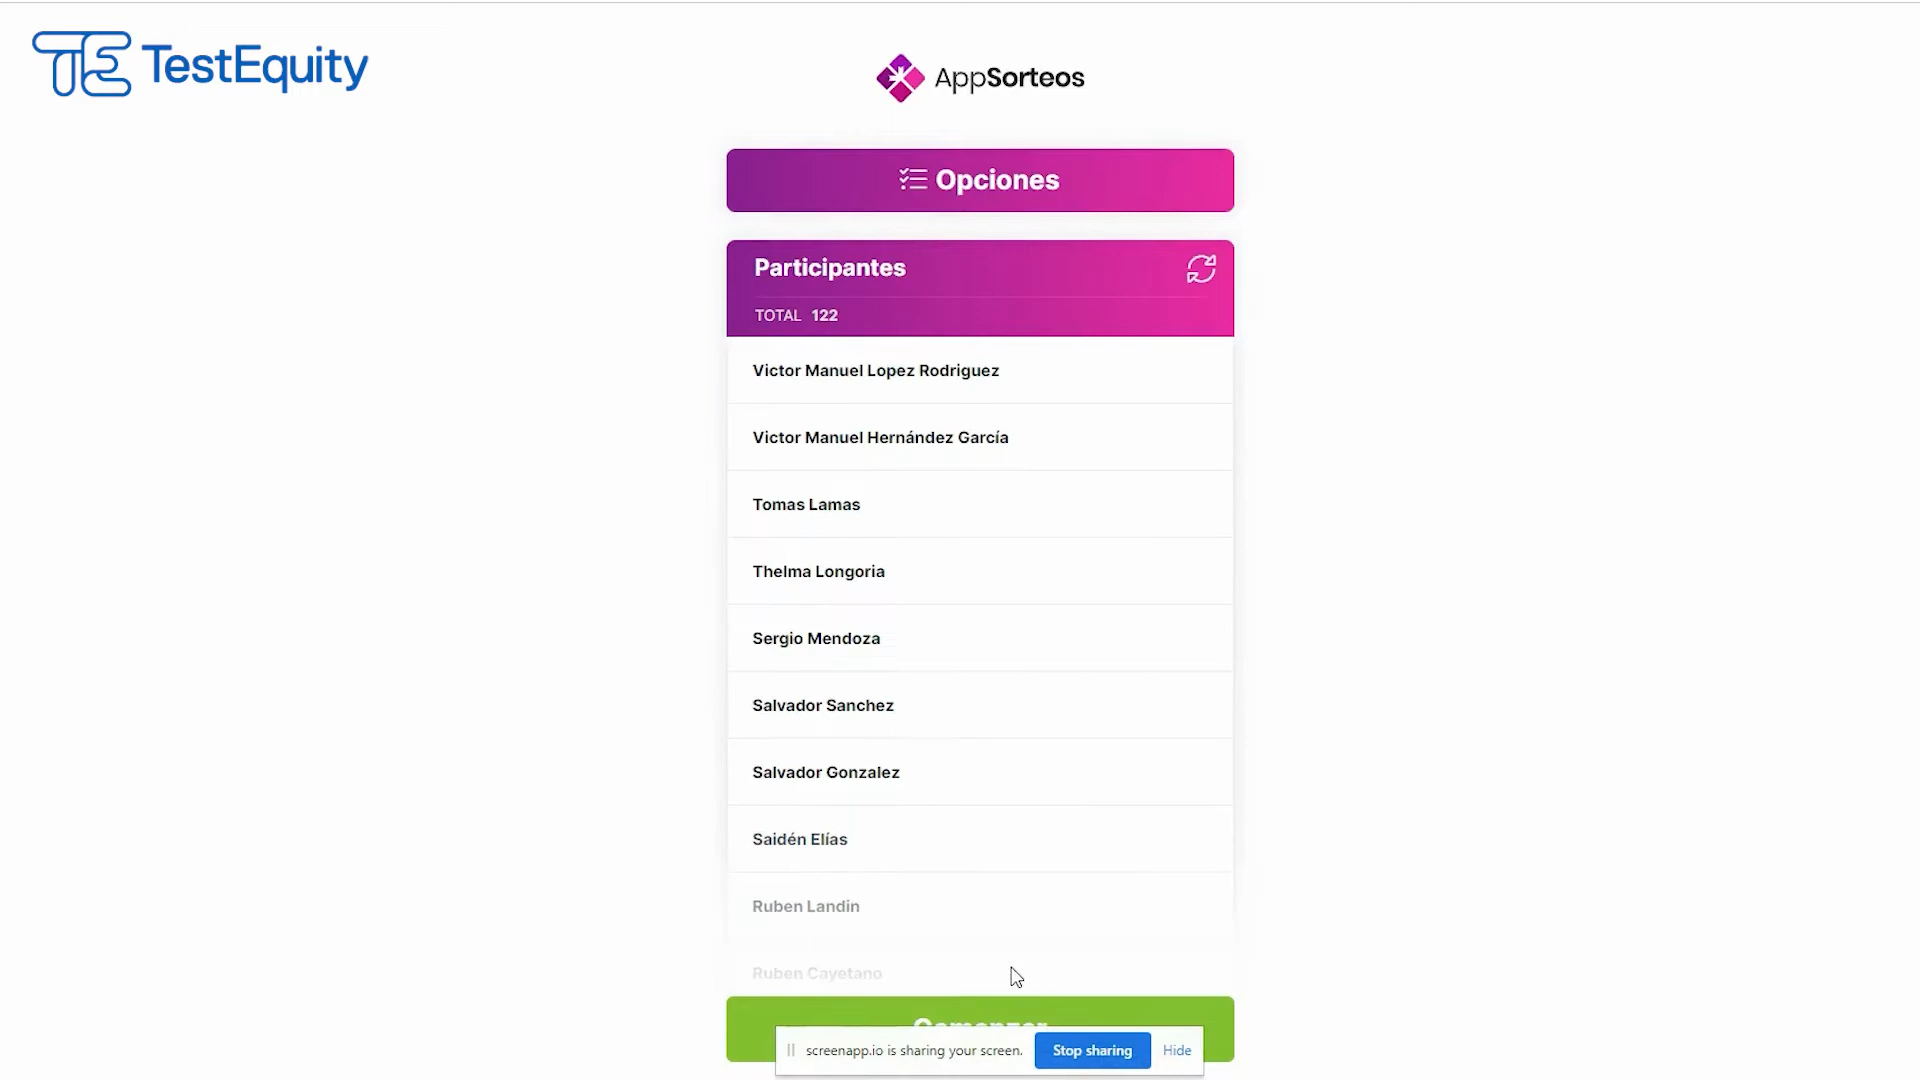 TE TestEquity
AppSorteos
Opciones
Participantes
TOTAL 122
Victor Manuel Lopez Rodriguez
Victor Manuel Hernández García
Tomas Lamas
Thelma Longoria
Sergio Mendoza
Salvador Sanchez
Salvador Gonzalez
Saidén Elías
Ruben Landin
Ruben Cayetano
screenapp.io is sharing your screen. Stop sharing Hide